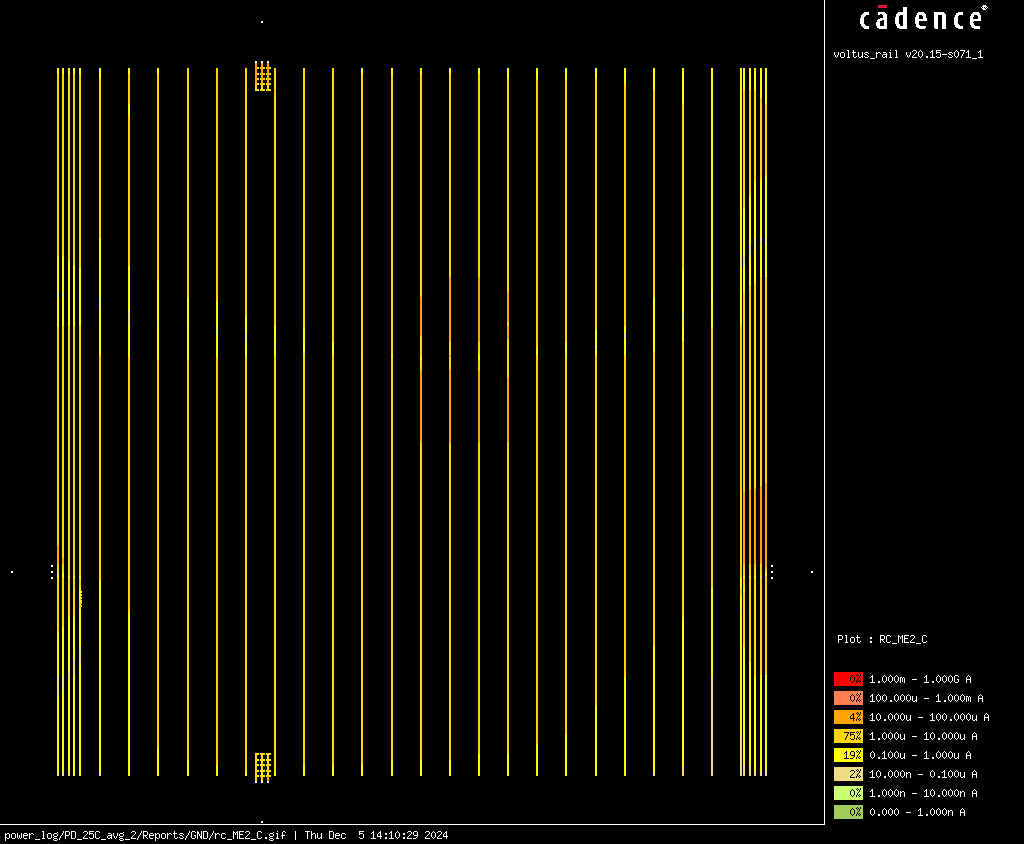 cādence®
voltus_rail v20.15-s071_1
Plot : RC_ME2_C
0% 1.000m - 1.000G A
0% 100.000u - 1.000m A
4% 10.000u - 100.000u A
75% 1.000u - 10.000u A
19% 0.100u - 1.000u A
2% 10.000n - 0.100u A
0% 1.000n - 10.000n A
0% 0.000 - 1.000n A
power_log/PD_25C_avg_2/Reports/GND/rc_ME2_C.gif | Thu Dec  5 14:10:29 2024